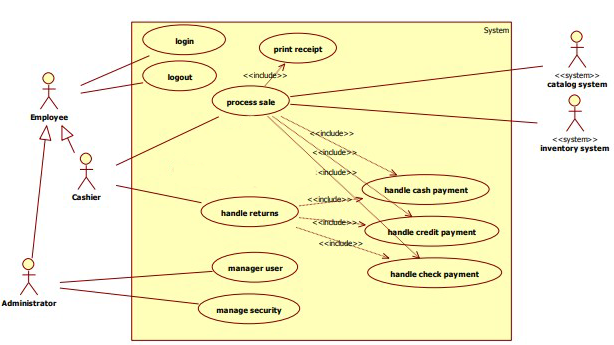 System
login
print receipt
logout
<<include>>
<<system>>
catalog system
process sale
Employee
<<include>>
<<system>>
inventory system
<<include>>
<<include>>
handle cash payment
Cashier
<<include>>
handle returns
<<include>>
handle credit payment
<<include>>
manager user
handle check payment
Administrator
manage security